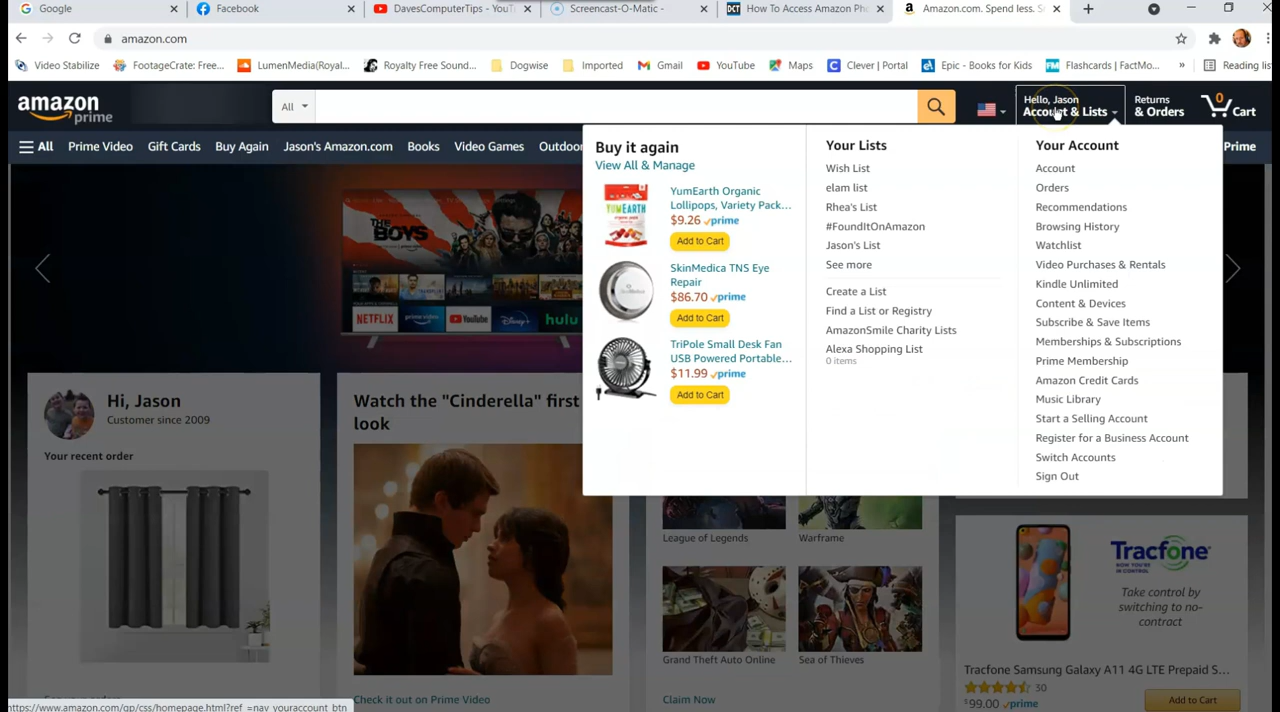 Google
Facebook
DavesComputerTips - YouT
Screencast-O-Matic -
How To Access Amazon Pho
Amazon.com. Spend less. S
amazon.com
Video Stabilize
FootageCrate: Free...
LumenMedia(Royal...
Royalty Free Sound...
Dogwise
Imported
Gmail
YouTube
Maps
Clever | Portal
Epic - Books for Kids
Flashcards | FactMo...
»
Reading list
amazon prime
All
Hello, Jason
Account & Lists
Returns
& Orders
0
Cart
All
Prime Video
Gift Cards
Buy Again
Jason's Amazon.com
Books
Video Games
Outdoo
Prime
Buy it again
View All & Manage
YumEarth Organic
Lollipops, Variety Pack...
$9.26 prime
Add to Cart
SkinMedica TNS Eye
Repair
$86.70 prime
Add to Cart
TriPole Small Desk Fan
USB Powered Portable...
$11.99 prime
Add to Cart
Your Lists
Wish List
elam list
Rhea's List
#FoundItOnAmazon
Jason's List
See more
Create a List
Find a List or Registry
AmazonSmile Charity Lists
Alexa Shopping List
0 items
Your Account
Account
Orders
Recommendations
Browsing History
Watchlist
Video Purchases & Rentals
Kindle Unlimited
Content & Devices
Subscribe & Save Items
Memberships & Subscriptions
Prime Membership
Amazon Credit Cards
Music Library
Start a Selling Account
Register for a Business Account
Switch Accounts
Sign Out
THE BOYS
NETFLIX
prime video
YouTube
Disney+
hulu
Hi, Jason
Customer since 2009
Your recent order
Watch the "Cinderella" first
look
Check it out on Prime Video
League of Legends
Warframe
Grand Theft Auto Online
Sea of Thieves
Claim Now
Tracfone
NOW YOU'RE IN CONTROL
Take control by
switching to no-
contract
Tracfone Samsung Galaxy A11 4G LTE Prepaid S...
30
$99.00 prime
Add to Cart
https://www.amazon.com/gp/css/homepage.html?ref_=nav_youraccount_btn